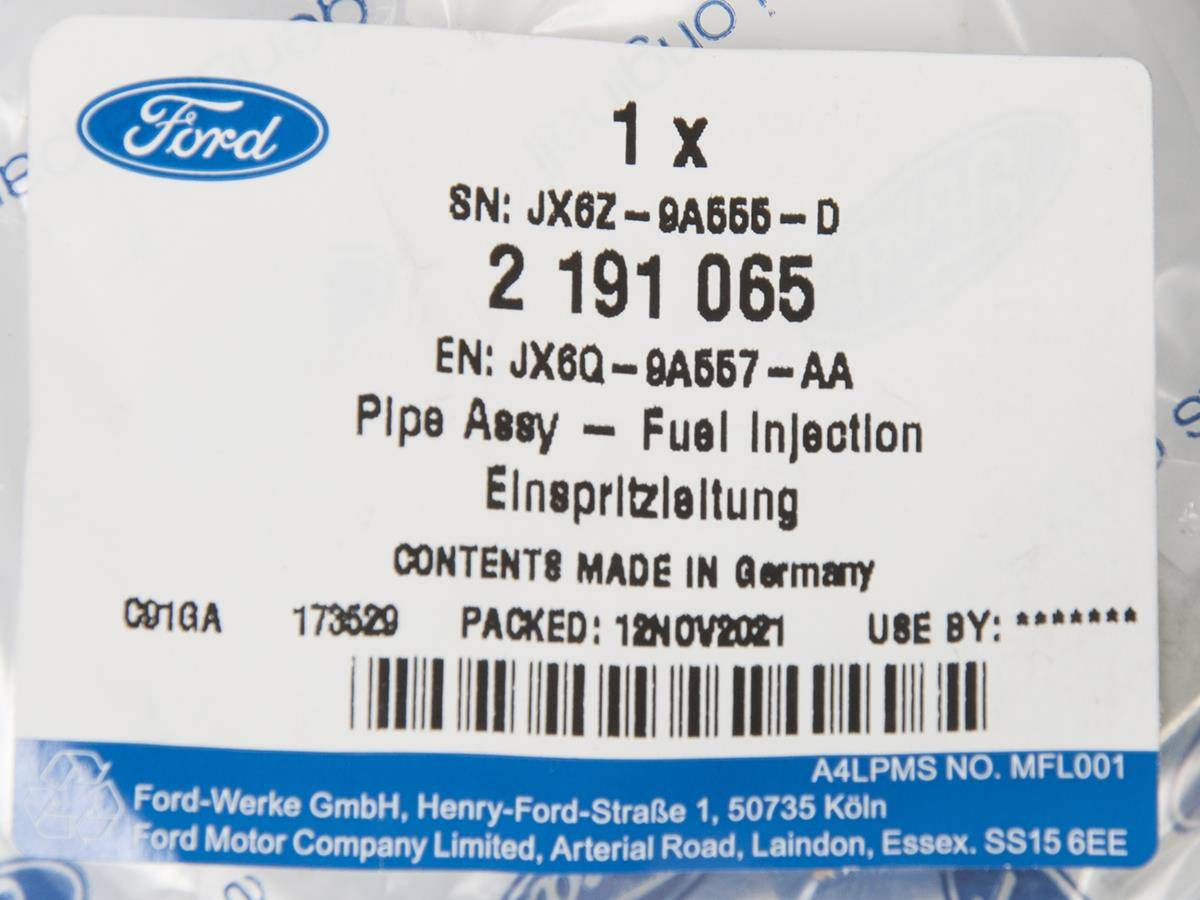 Ford
1 x
SN: JX6Z-9A555-D
2 191 065
EN: JX6Q-9A557-AA
Pipe Assy - Fuel Injection
Einspritzleitung
CONTENTS MADE IN Germany
C91GA 173529 PACKED: 12NOV2021 USE BY: *******
A4LPMS NO. MFL001
Ford-Werke GmbH, Henry-Ford-Straße 1, 50735 Köln
Ford Motor Company Limited, Arterial Road, Laindon, Essex. SS15 6EE